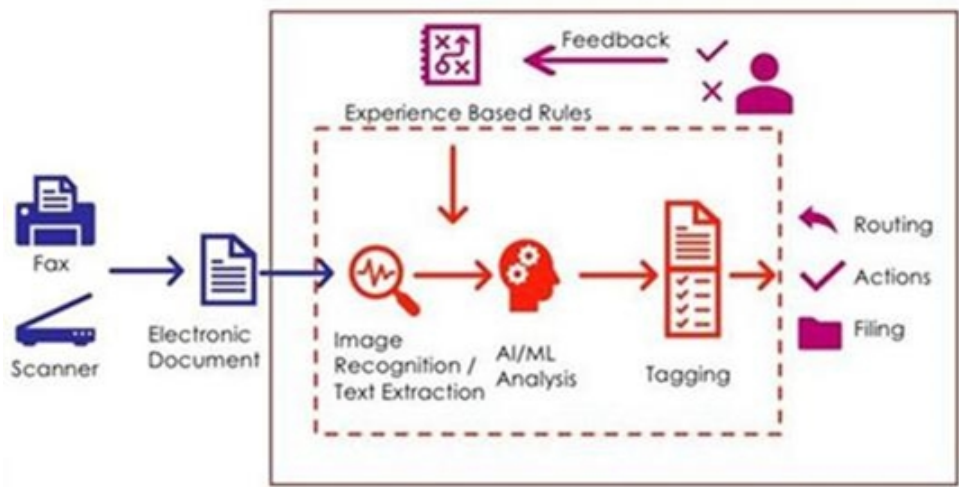 Feedback
Experience Based Rules
Fax
Scanner
Electronic
Document
Image
Recognition /
Text Extraction
AI/ML
Analysis
Tagging
Routing
Actions
Filing